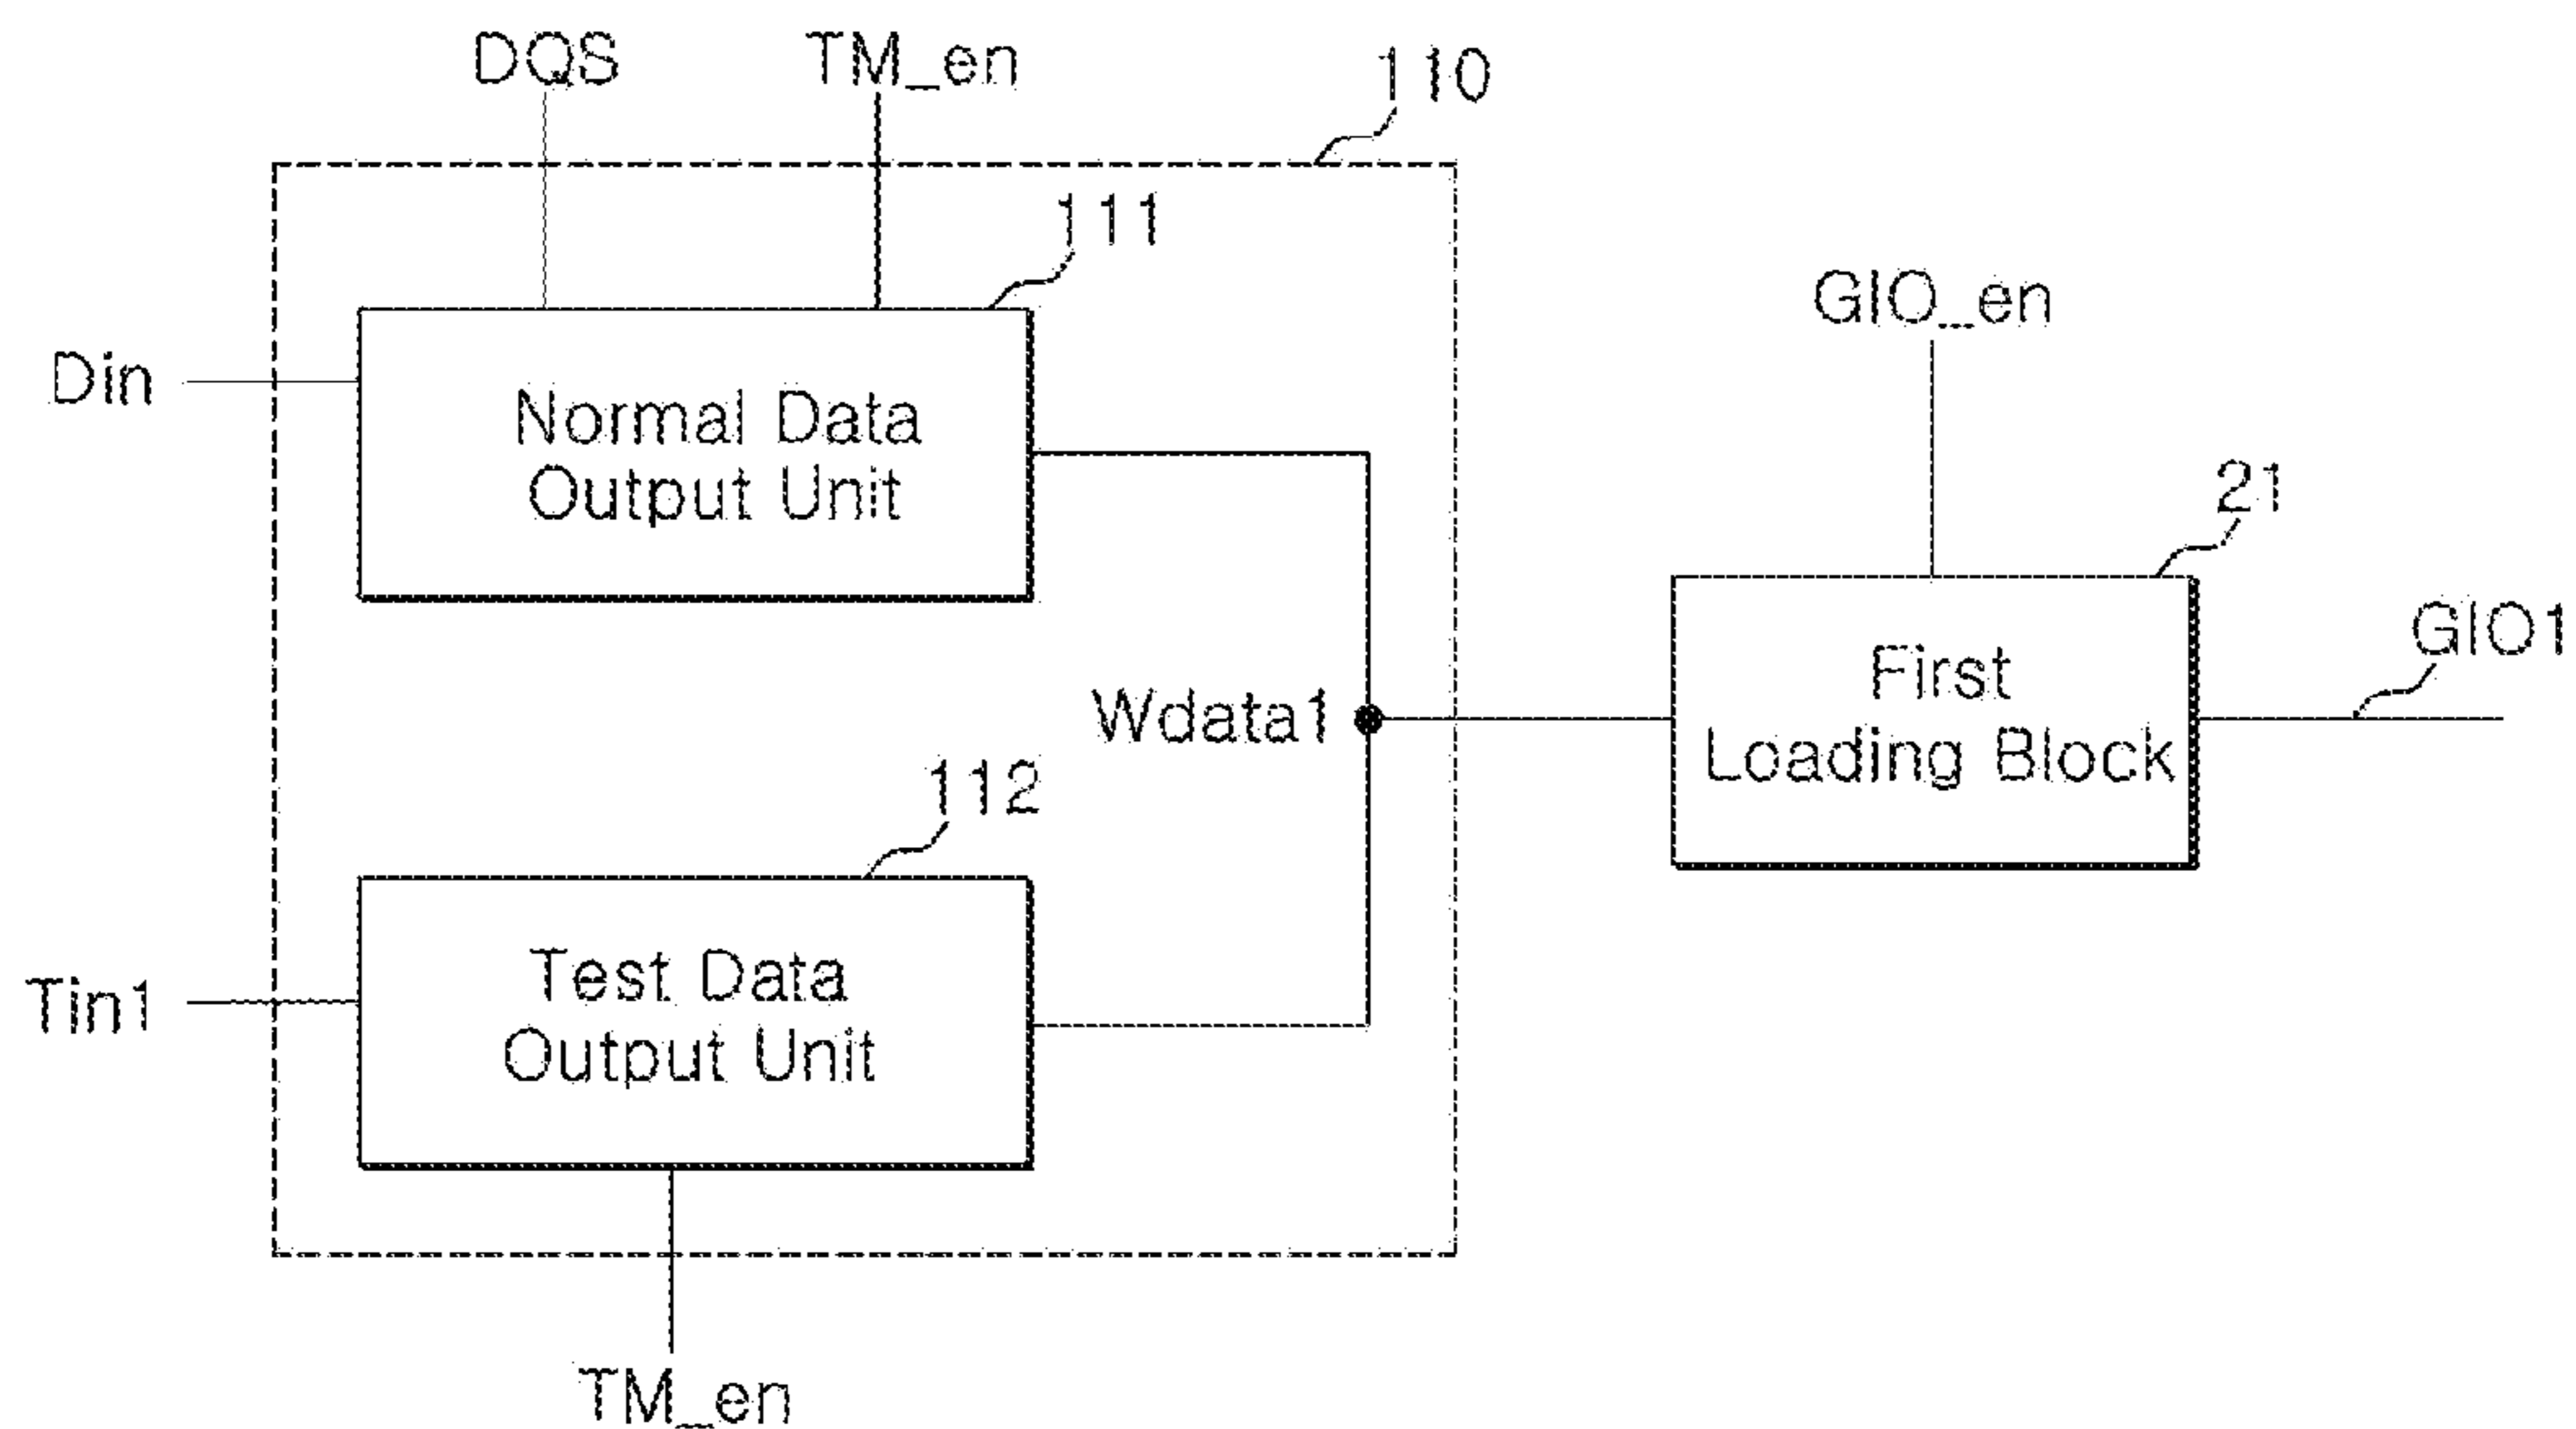 DQS
TM_en
110
111
GIO_en
Din
Normal Data
Output Unit
21
GIO1
First
Loading Block
Wdata1
112
Test Data
Output Unit
Tin1
TM_en